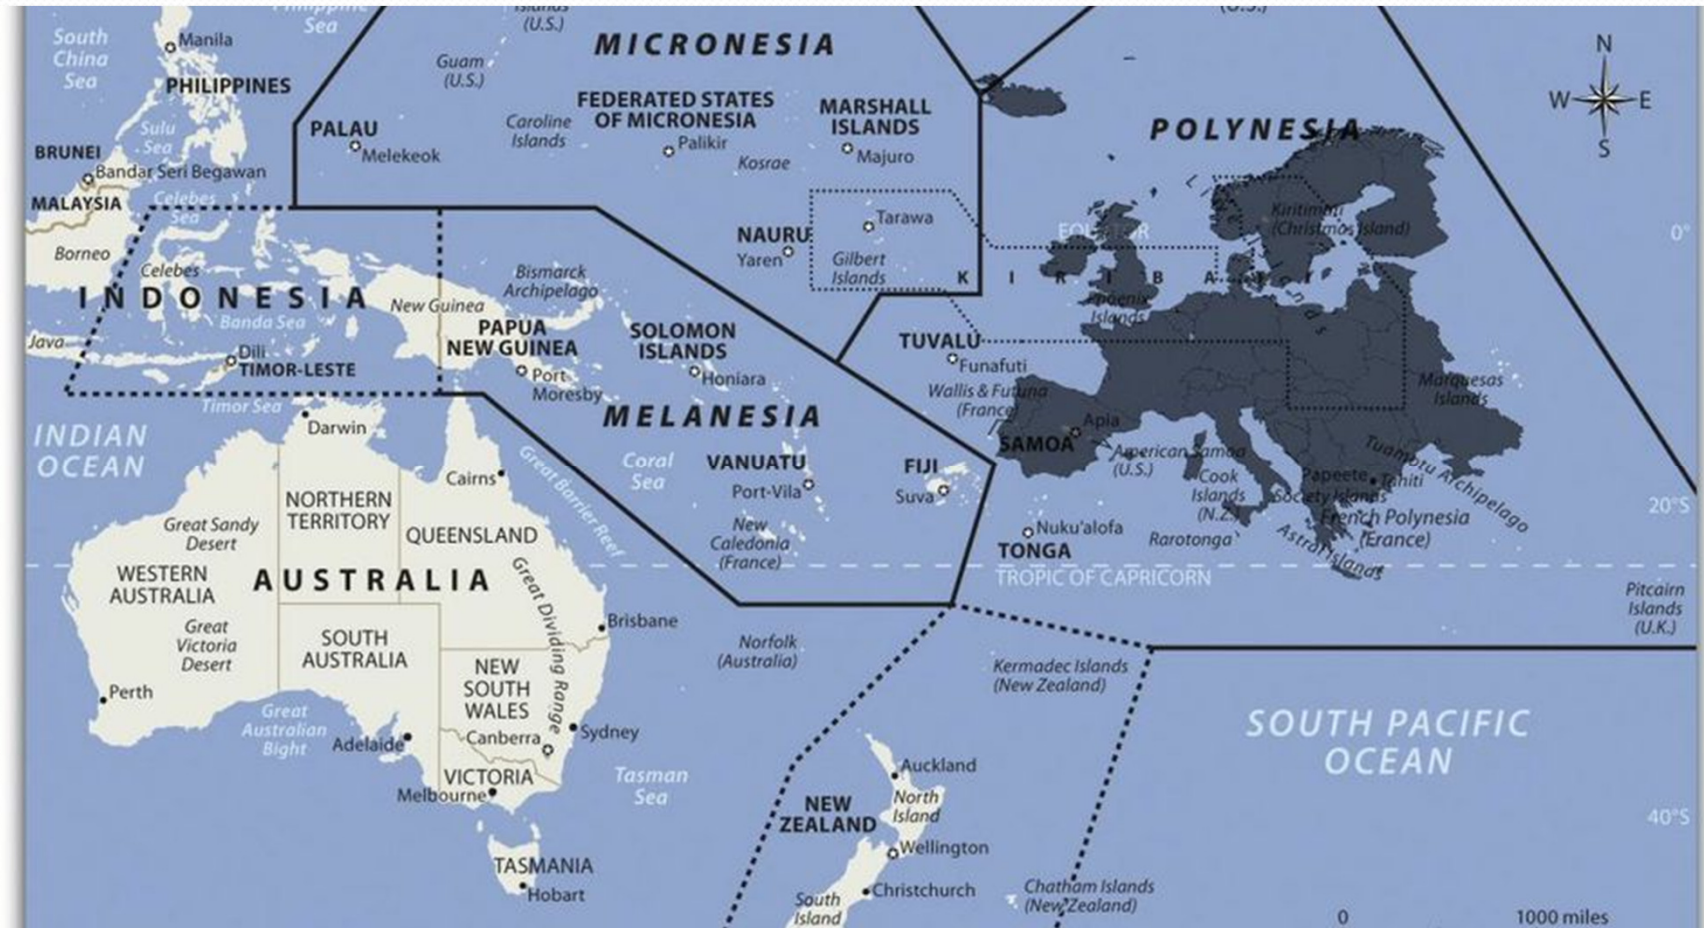 Philippine
Sea
Islands
(U.S.)
(U.S.)
South
China
Sea
Manila
PHILIPPINES
Guam
(U.S.)
MICRONESIA
N
W
E
S
Sulu
Sea
BRUNEI
Bandar Seri Begawan
MALAYSIA
Celebes
Sea
Borneo
PALAU
Melekeok
Caroline
Islands
FEDERATED STATES
OF MICRONESIA
Palikir
Kosrae
MARSHALL
ISLANDS
Majuro
POLYNESIA
Tarawa
NAURU
Yaren
Gilbert
Islands
EQUATOR
0°
Kiritimati
(Christmas Island)
KIRIBATI
Phoenix
Islands
Celebes
INDONESIA
Banda Sea
Java
Dili
TIMOR-LESTE
Timor Sea
New Guinea
Bismarck
Archipelago
PAPUA
NEW GUINEA
Port
Moresby
SOLOMON
ISLANDS
Honiara
MELANESIA
TUVALU
Funafuti
Wallis & Futuna
(France)
Marquesas
Islands
SAMOA
Apia
American Samoa
(U.S.)
Cook
Islands
(N.Z.)
Papeete
Tahiti
Society Islands
Tuamotu Archipelago
French Polynesia
(France)
Rarotonga
Astral Islands
INDIAN
OCEAN
Darwin
Cairns
Great Barrier Reef
Coral
Sea
VANUATU
Port-Vila
FIJI
Suva
New
Caledonia
(France)
Nuku'alofa
TONGA
20°S
TROPIC OF CAPRICORN
Great Sandy
Desert
NORTHERN
TERRITORY
QUEENSLAND
WESTERN
AUSTRALIA
AUSTRALIA
Great Dividing Range
Great
Victoria
Desert
SOUTH
AUSTRALIA
Brisbane
Norfolk
(Australia)
Kermadec Islands
(New Zealand)
Pitcairn
Islands
(U.K.)
Perth
Great
Australian
Bight
NEW
SOUTH
WALES
Adelaide
Canberra
Sydney
VICTORIA
Melbourne
Tasman
Sea
TASMANIA
Hobart
SOUTH PACIFIC
OCEAN
Auckland
North
Island
NEW
ZEALAND
Wellington
Christchurch
South
Island
Chatham Islands
(New Zealand)
40°S
0
1000 miles